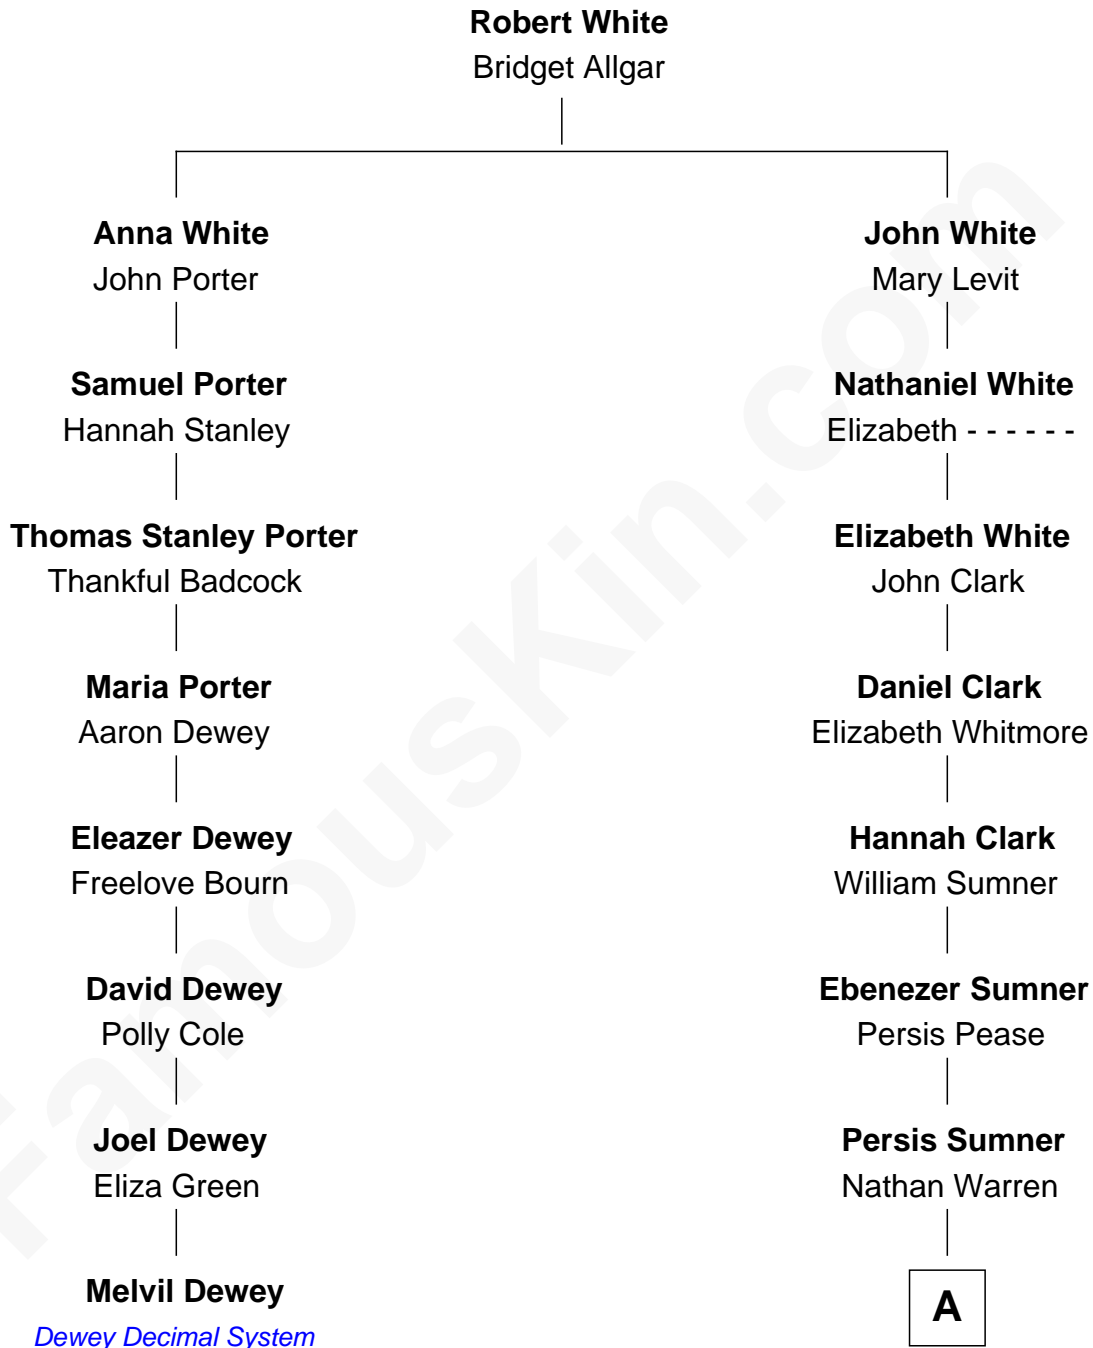 Robert White
Bridget Allgar
Anna White
John Porter
Samuel Porter
Hannah Stanley
Thomas Stanley Porter
Thankful Badcock
Maria Porter
Aaron Dewey
Eleazer Dewey
Freelove Bourn
David Dewey
Polly Cole
Joel Dewey
Eliza Green
Melvil Dewey
Dewey Decimal System
John White
Mary Levit
Nathaniel White
Elizabeth - - - - - -
Elizabeth White
John Clark
Daniel Clark
Elizabeth Whitmore
Hannah Clark
William Sumner
Ebenezer Sumner
Persis Pease
Persis Sumner
Nathan Warren
A
FamousKin.com